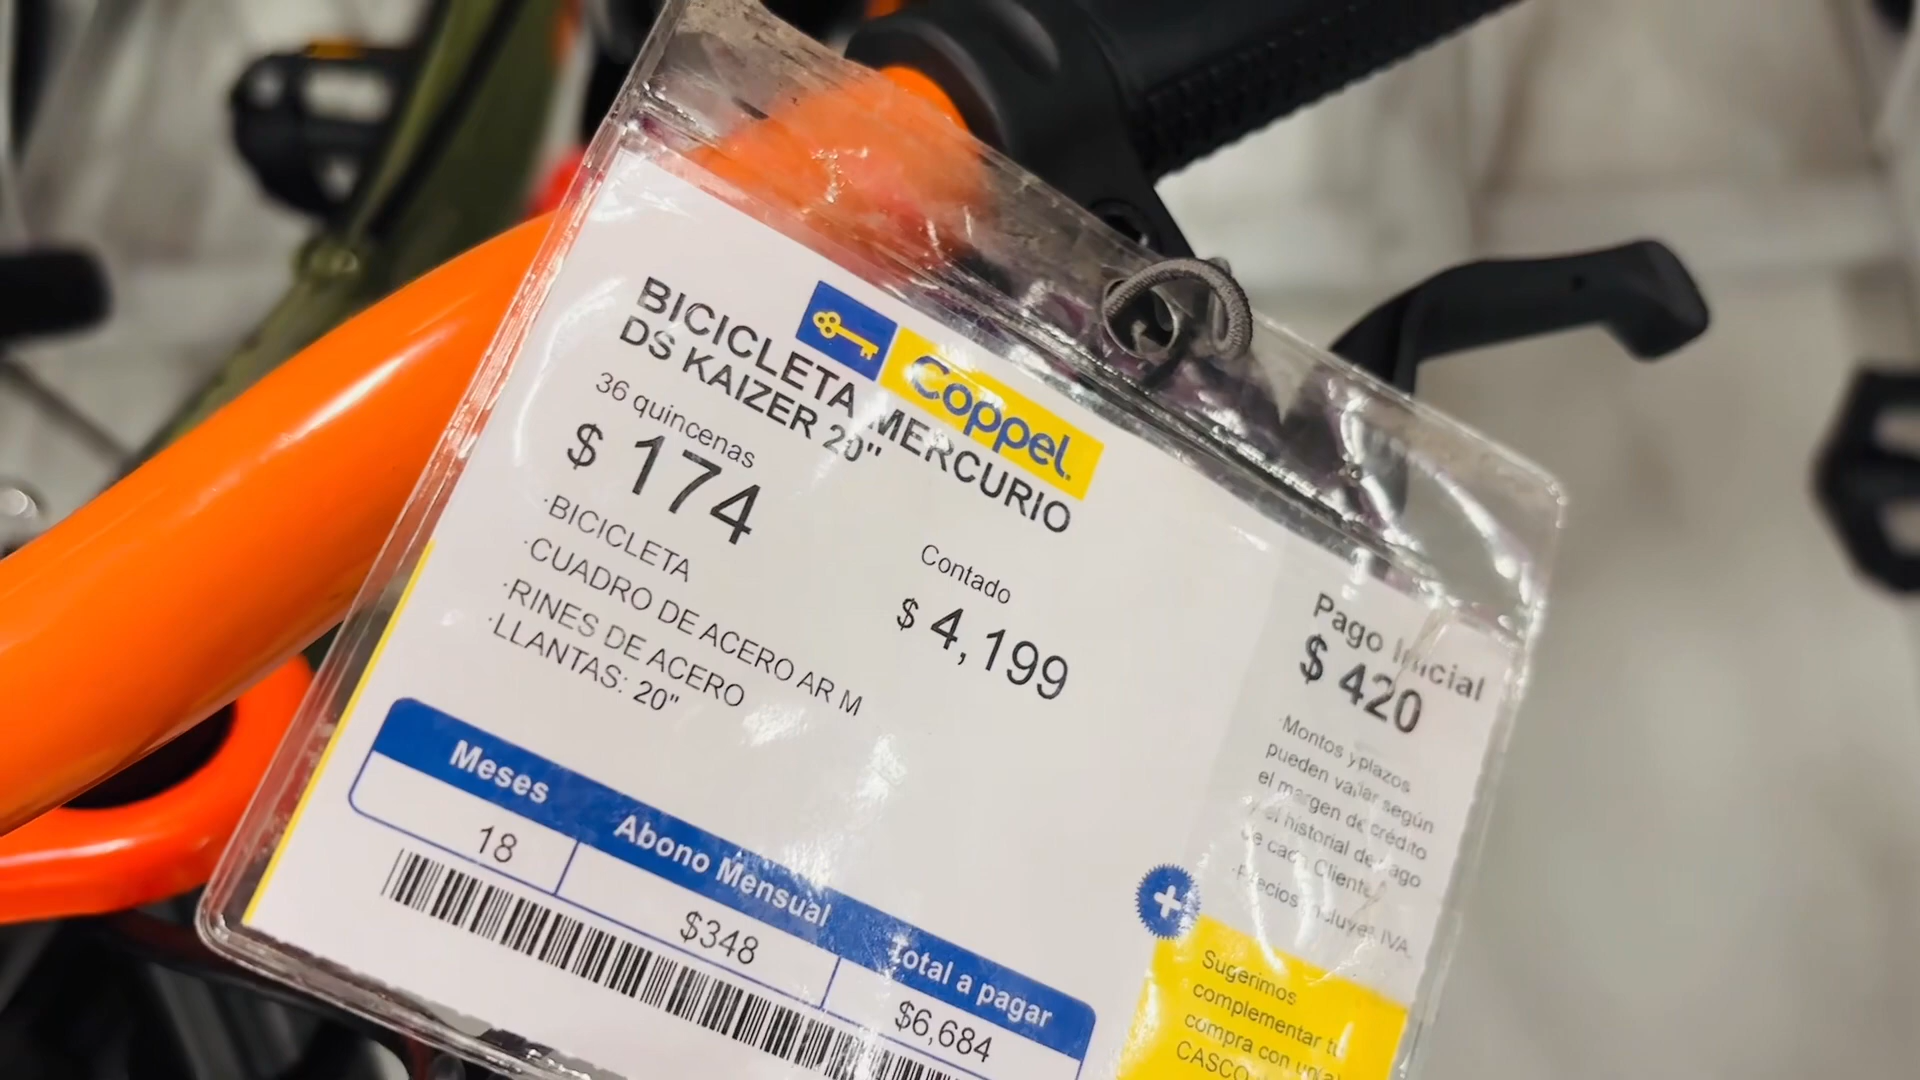 Coppel.
BICICLETA MERCURIO
DS KAIZER 20"
36 quincenas
$ 174
·BICICLETA
·CUADRO DE ACERO AR M
·RINES DE ACERO
·LLANTAS: 20"
Contado
$ 4,199
Pago Inicial
$ 420
·Montos y plazos
pueden variar según
el margen de crédito
y el historial de pago
de cada Cliente.
·Precios incluyen IVA.
Meses
Abono Mensual
Total a pagar
18
$348
$6,684
+
Sugerimos
complementar tu
compra con un(a)
CASCO